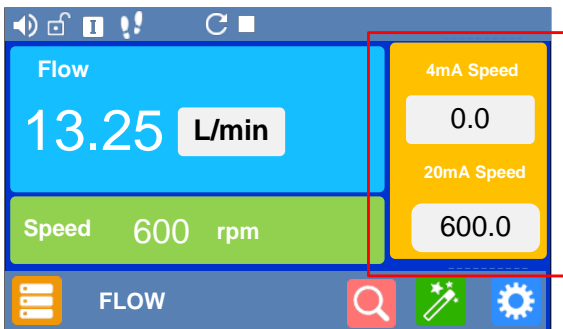 I
Flow
13.25 L/min
Speed 600 rpm
4mA Speed
0.0
20mA Speed
600.0
FLOW